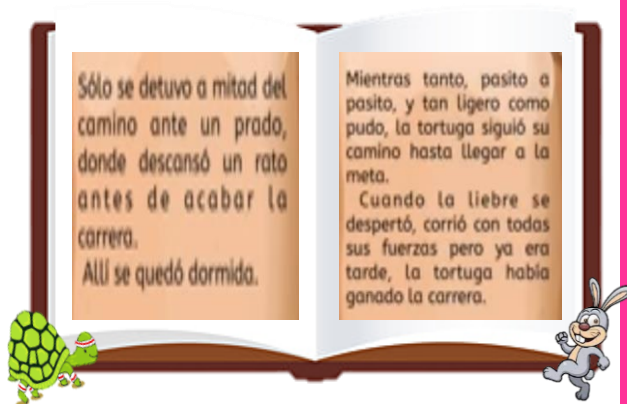 Sólo se detuvo a mitad del
camino ante un prado,
donde descansó un rato
antes de acabar la
carrera.
Allí se quedó dormida.
Mientras tanto, pasito a
pasito, y tan ligero como
pudo, la tortuga siguió su
camino hasta llegar a la
meta.
Cuando la liebre se
despertó, corrió con todas
sus fuerzas pero ya era
tarde, la tortuga había
ganado la carrera.